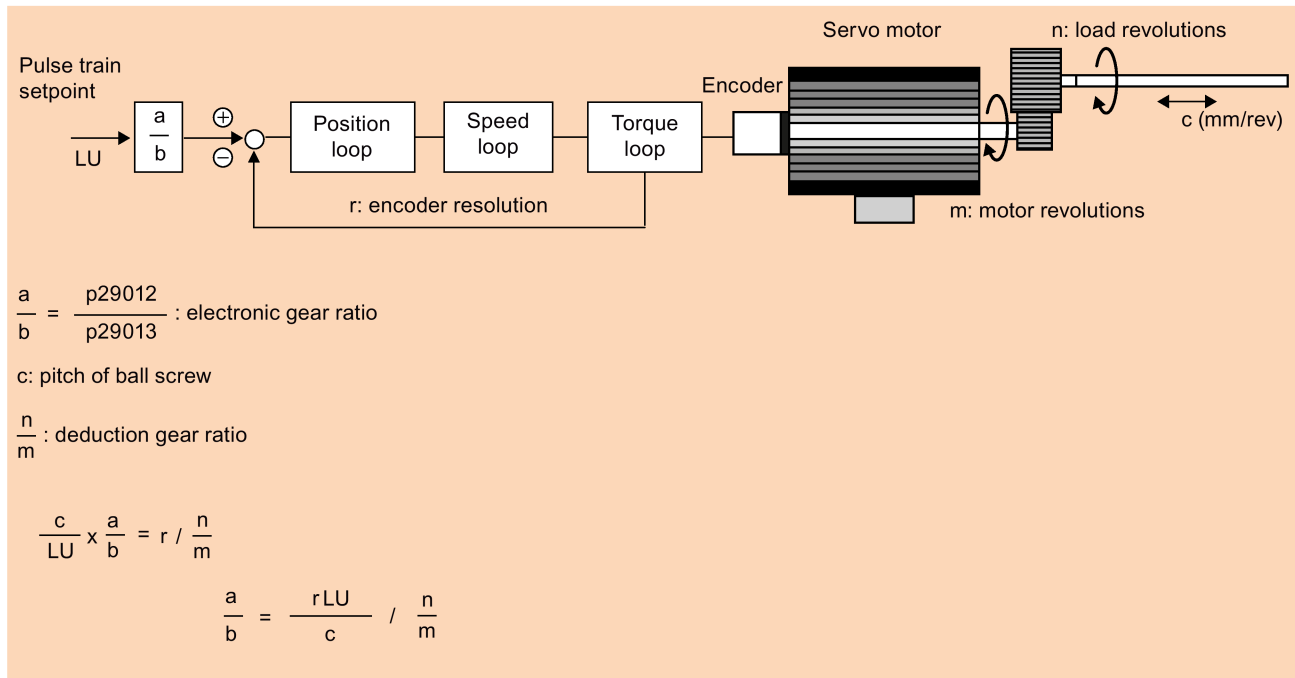 Servo motor
n: load revolutions
Pulse train
setpoint
Encoder
a
b
LU
+
−
Position
loop
Speed
loop
Torque
loop
c (mm/rev)
r: encoder resolution
m: motor revolutions
a/b = p29012/p29013 : electronic gear ratio
c: pitch of ball screw
n/m : deduction gear ratio
c/LU x a/b = r / n/m
a/b = r LU/c / n/m